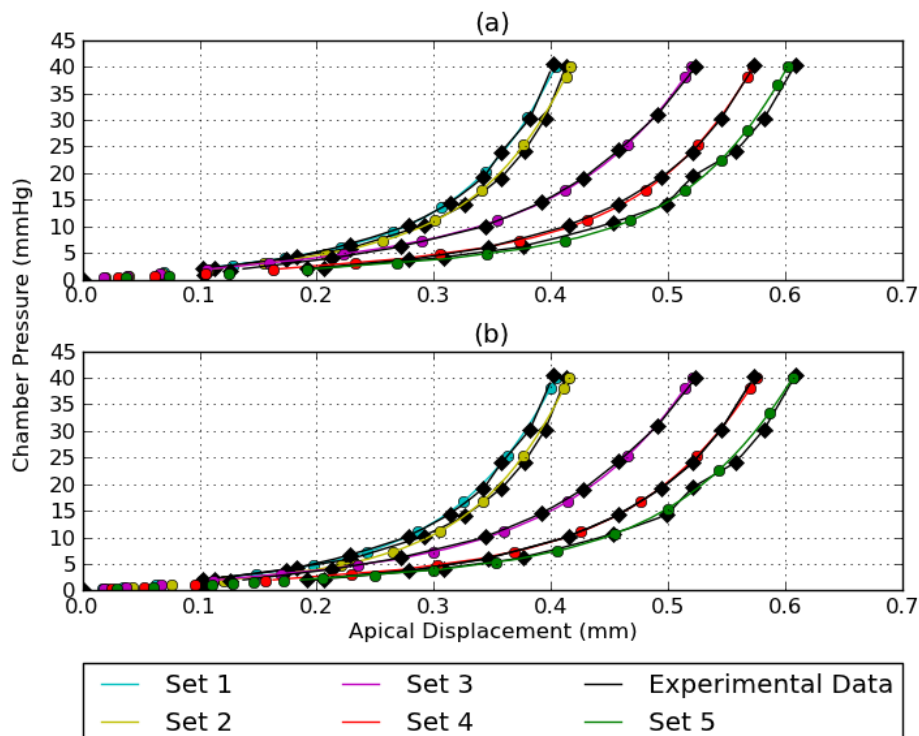 (a)
45
40
35
30
25
20
15
10
5
0
0.0 0.1 0.2 0.3 0.4 0.5 0.6 0.7
(b)
45
40
35
30
25
20
15
10
5
0
0.0 0.1 0.2 0.3 0.4 0.5 0.6 0.7
Chamber Pressure (mmHg)
Apical Displacement (mm)
Set 1 Set 3 Experimental Data
Set 2 Set 4 Set 5